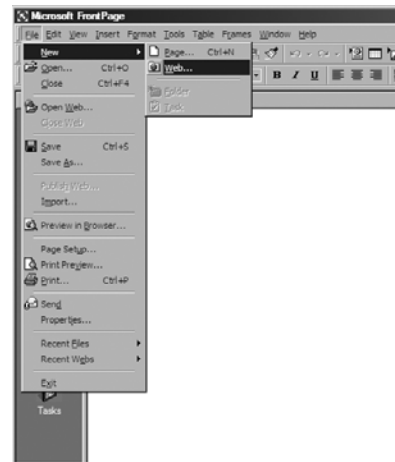 Microsoft FrontPage
File Edit View Insert Format Tools Table Frames Window Help
New
Page... Ctrl+N
Web...
Folder
Task
B I U
Open... Ctrl+O
Close Ctrl+F4
Open Web...
Close Web
Save Ctrl+S
Save As...
Publish Web...
Import...
Preview in Browser...
Page Setup...
Print Preview...
Print... Ctrl+P
Send
Properties...
Recent Files
Recent Webs
Exit
Tasks